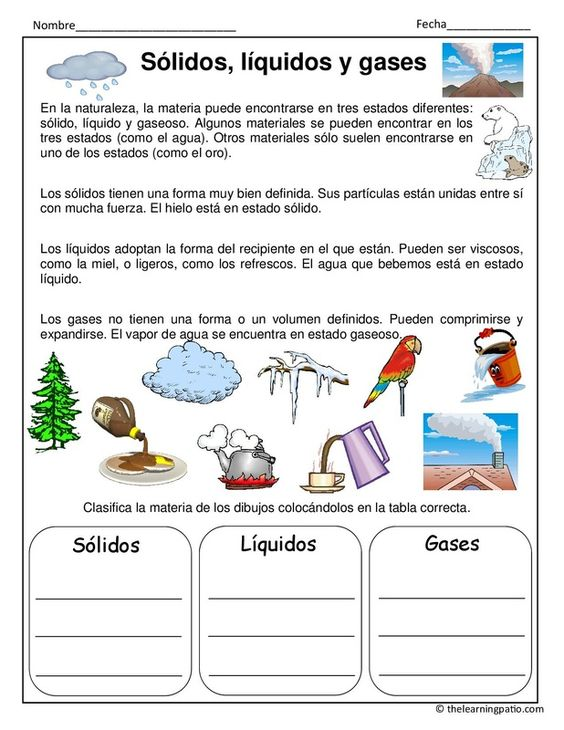 Nombre_________________________ Fecha_____________
Sólidos, líquidos y gases
En la naturaleza, la materia puede encontrarse en tres estados diferentes:
sólido, líquido y gaseoso. Algunos materiales se pueden encontrar en los
tres estados (como el agua). Otros materiales sólo suelen encontrarse en
uno de los estados (como el oro).
Los sólidos tienen una forma muy bien definida. Sus partículas están unidas entre sí
con mucha fuerza. El hielo está en estado sólido.
Los líquidos adoptan la forma del recipiente en el que están. Pueden ser viscosos,
como la miel, o ligeros, como los refrescos. El agua que bebemos está en estado
líquido.
Los gases no tienen una forma o un volumen definidos. Pueden comprimirse y
expandirse. El vapor de agua se encuentra en estado gaseoso.
Clasifica la materia de los dibujos colocándolos en la tabla correcta.
Sólidos
Líquidos
Gases
© thelearningpatio.com